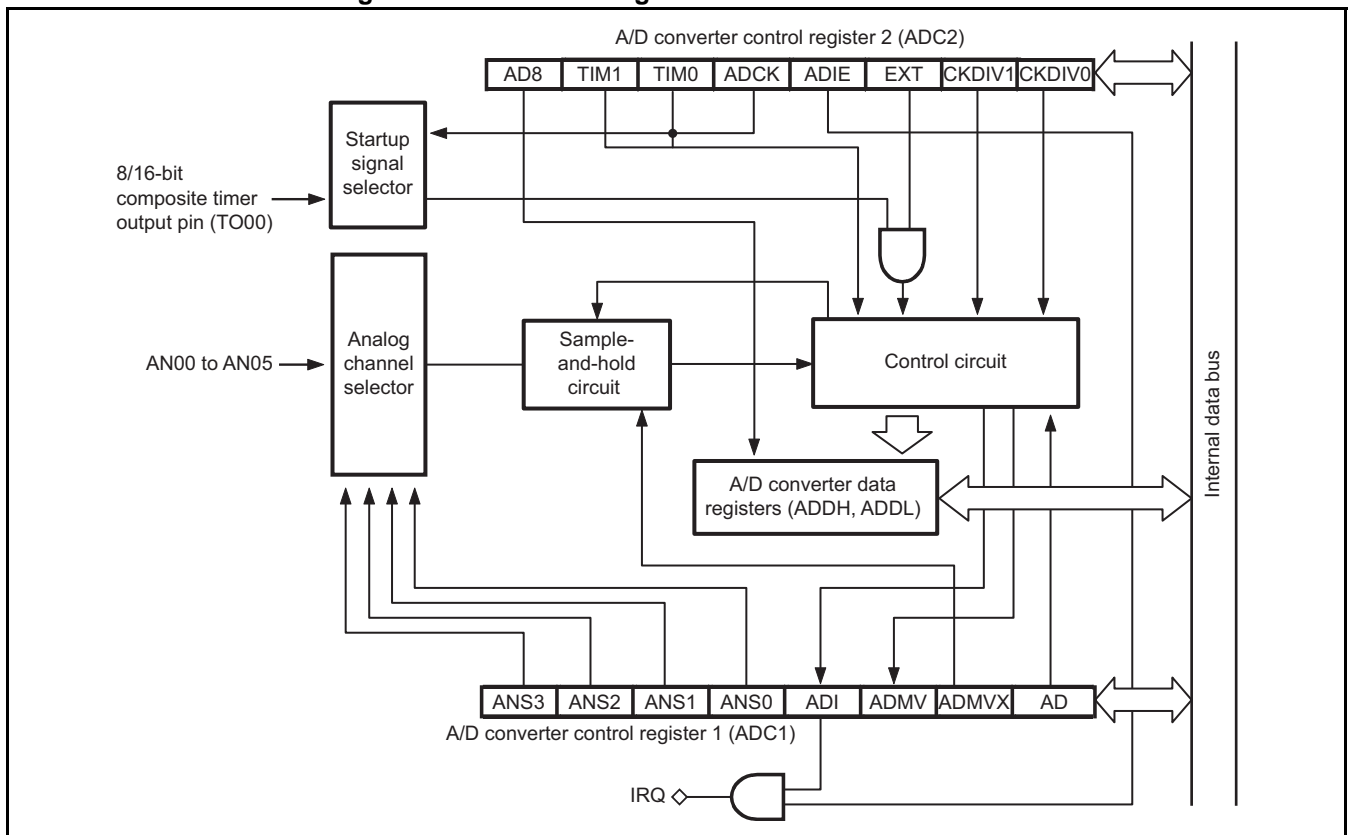 A/D converter control register 2 (ADC2)
AD8 TIM1 TIM0 ADCK ADIE EXT CKDIV1 CKDIV0
Startup
signal
selector
8/16-bit
composite timer
output pin (TO00)
Analog
channel
selector
Sample-
and-hold
circuit
Control circuit
AN00 to AN05
Internal data bus
A/D converter data
registers (ADDH, ADDL)
ANS3 ANS2 ANS1 ANS0 ADI ADMV ADMVX AD
A/D converter control register 1 (ADC1)
IRQ